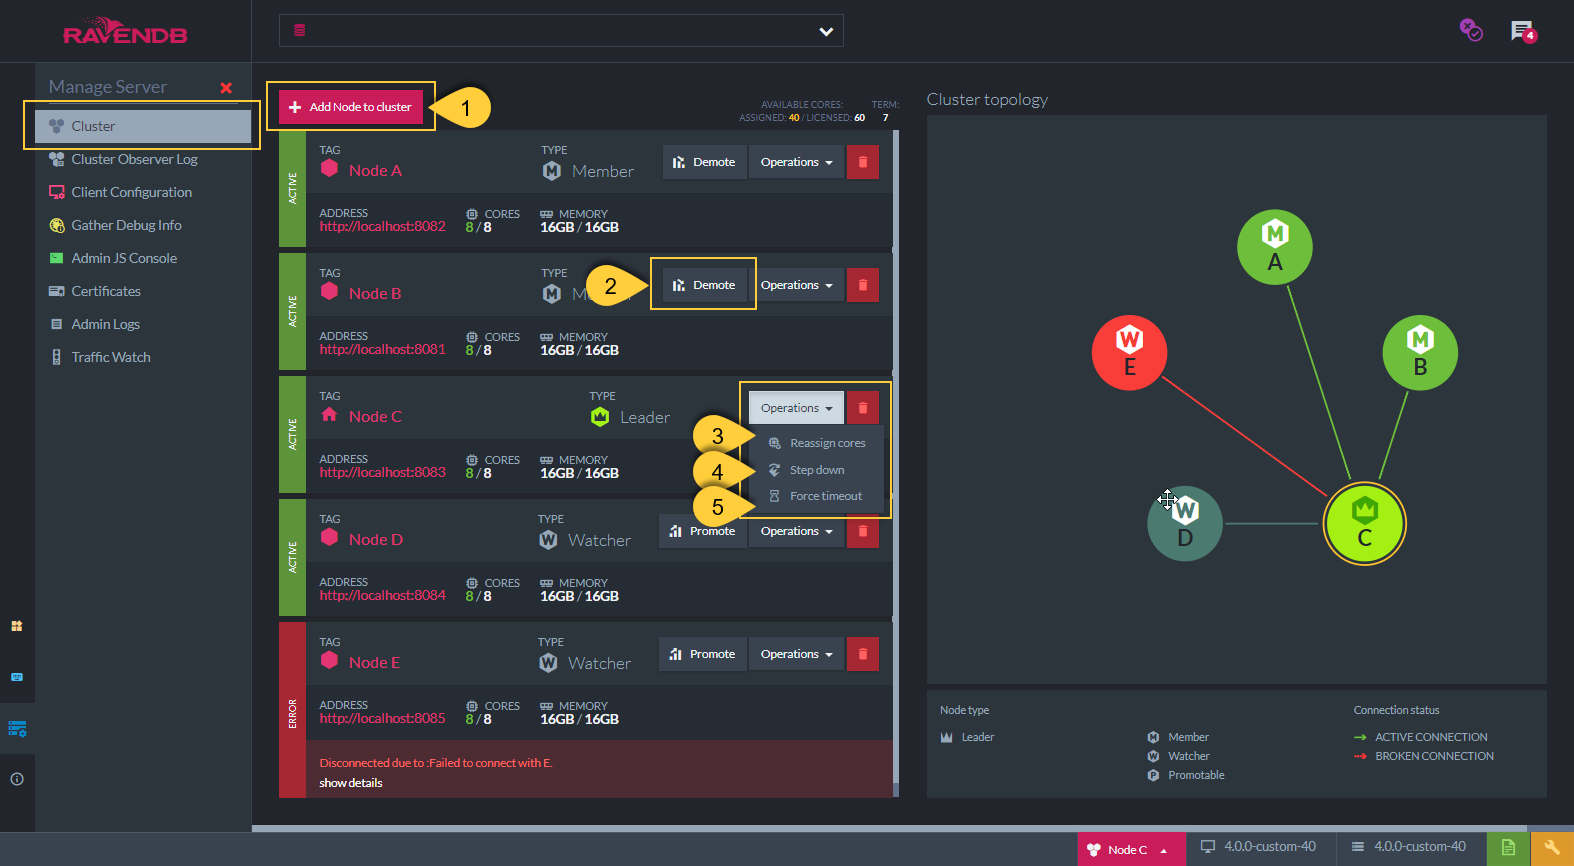 RAVENDB
4
Manage Server
Cluster
Cluster Observer Log
Client Configuration
Gather Debug Info
Admin JS Console
Certificates
Admin Logs
Traffic Watch
Add Node to cluster
1
AVAILABLE CORES:
ASSIGNED: 40 / LICENSED: 60
TERM:
7
ACTIVE
TAG
Node A
TYPE
Member
Demote
Operations
ADDRESS
http://localhost:8082
CORES
8 / 8
MEMORY
16GB / 16GB
ACTIVE
TAG
Node B
TYPE
2
Demote
Operations
ADDRESS
http://localhost:8081
CORES
8 / 8
MEMORY
16GB / 16GB
ACTIVE
TAG
Node C
TYPE
Leader
Operations
3
Reassign cores
4
Step down
5
Force timeout
ADDRESS
http://localhost:8083
CORES
8 / 8
MEMORY
16GB / 16GB
ACTIVE
TAG
Node D
TYPE
Watcher
Promote
Operations
ADDRESS
http://localhost:8084
CORES
8 / 8
MEMORY
16GB / 16GB
ERROR
TAG
Node E
TYPE
Watcher
Promote
Operations
ADDRESS
http://localhost:8085
CORES
8 / 8
MEMORY
16GB / 16GB
Disconnected due to :Failed to connect with E.
show details
Cluster topology
M
A
W
E
M
B
W
D
C
Node type
Leader
Member
Watcher
Promotable
Connection status
ACTIVE CONNECTION
BROKEN CONNECTION
Node C
4.0.0-custom-40
4.0.0-custom-40